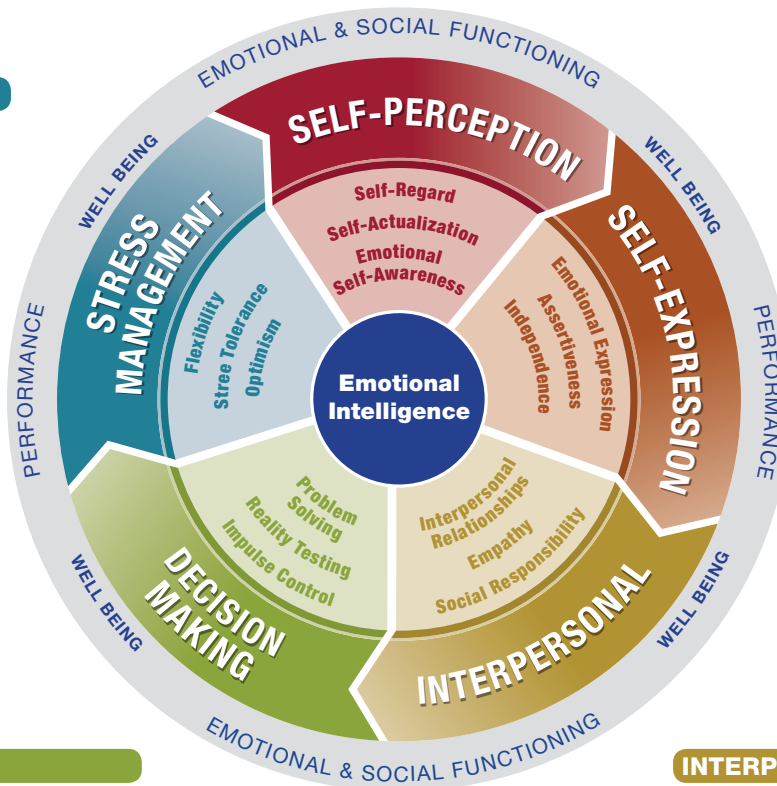 EMOTIONAL & SOCIAL FUNCTIONING
WELL BEING
WELL BEING
PERFORMANCE
PERFORMANCE
SELF-PERCEPTION
Self-Regard
Self-Actualization
Emotional
Self-Awareness
SELF-EXPRESSION
Emotional Expression
Assertiveness
Independence
STRESS
MANAGEMENT
Flexibility
Stree Tolerance
Optimism
Emotional
Intelligence
INTERPERSONAL
Interpersonal
Relationships
Empathy
Social Responsibility
DECISION
MAKING
Problem
Solving
Reality Testing
Impulse Control
WELL BEING
WELL BEING
EMOTIONAL & SOCIAL FUNCTIONING
INTERP